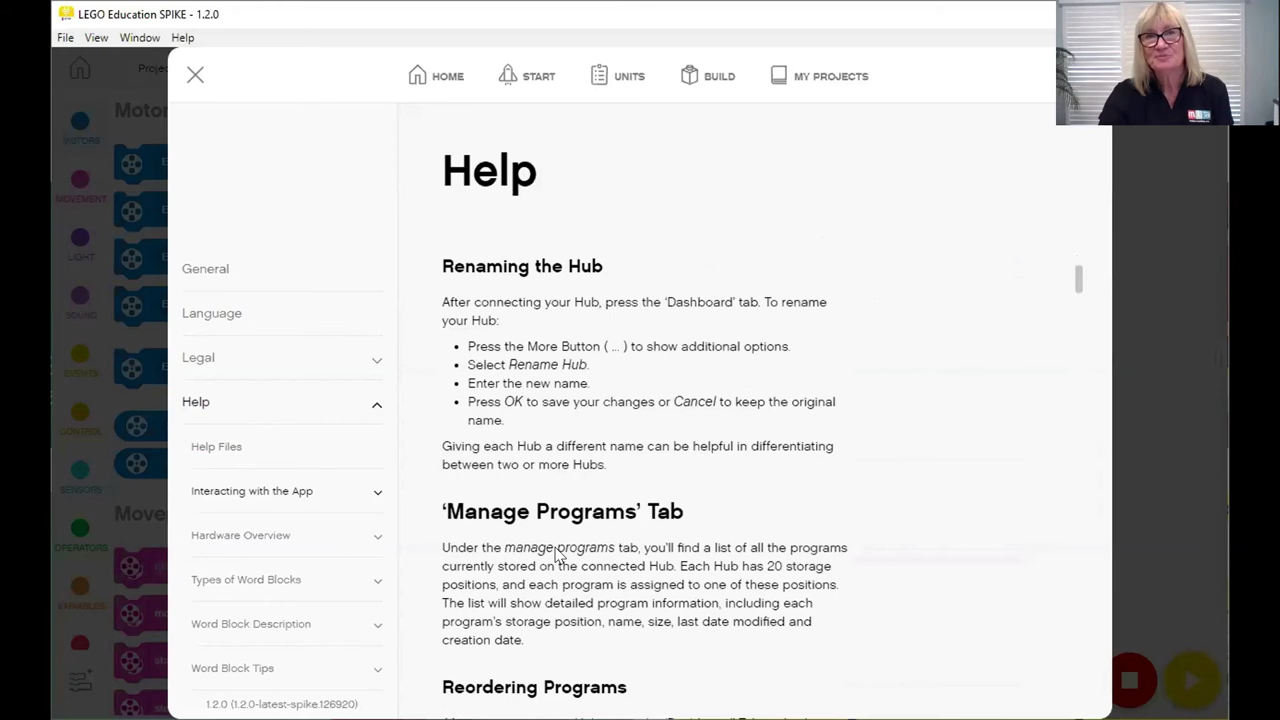 LEGO Education SPIKE - 1.2.0
File View Window Help
HOME START UNITS BUILD MY PROJECTS
Motor
MOVEMENT
LIGHT
SOUND
CONTROL
SENSORS
OPERATORS
VARIABLES
General
Language
Legal
Help
Help Files
Interacting with the App
Hardware Overview
Types of Word Blocks
Word Block Description
Word Block Tips
1.2.0 (1.2.0-latest-spike.126920)
Help
Renaming the Hub
After connecting your Hub, press the ‘Dashboard’ tab. To rename
your Hub:
• Press the More Button ( ... ) to show additional options.
• Select Rename Hub.
• Enter the new name.
• Press OK to save your changes or Cancel to keep the original
name.
Giving each Hub a different name can be helpful in differentiating
between two or more Hubs.
‘Manage Programs’ Tab
Under the manage programs tab, you’ll find a list of all the programs
currently stored on the connected Hub. Each Hub has 20 storage
positions, and each program is assigned to one of these positions.
The list will show detailed program information, including each
program’s storage position, name, size, last date modified and
creation date.
Reordering Programs